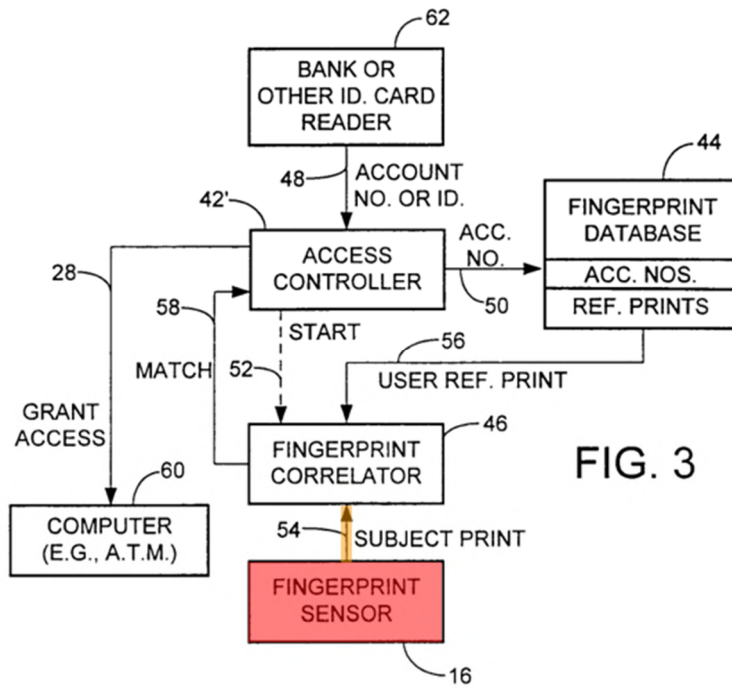 62
BANK OR
OTHER ID. CARD
READER
48
ACCOUNT
NO. OR ID.
44
42'
FINGERPRINT
DATABASE
ACCESS
CONTROLLER
ACC.
NO.
ACC. NOS.
REF. PRINTS
50
28
58
START
56
MATCH
52
USER REF. PRINT
GRANT
ACCESS
46
FINGERPRINT
CORRELATOR
FIG. 3
60
COMPUTER
(E.G., A.T.M.)
54
SUBJECT PRINT
FINGERPRINT
SENSOR
16